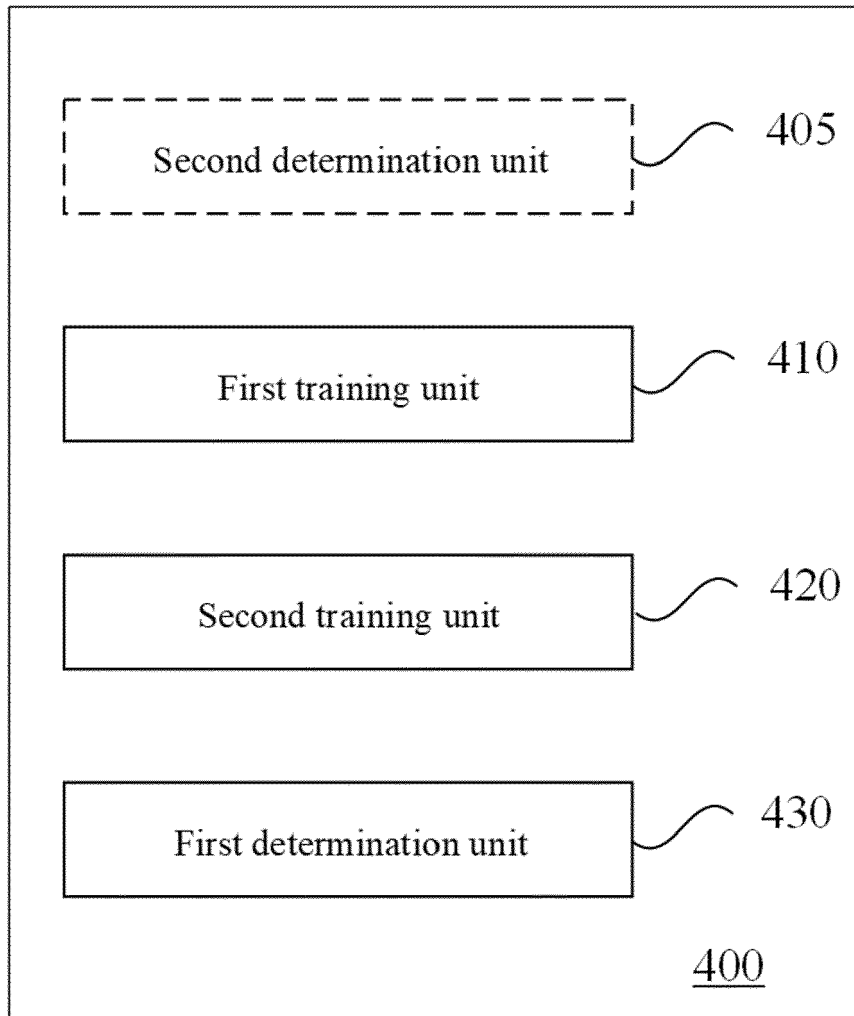 Second determination unit 405
First training unit 410
Second training unit 420
First determination unit 430
400